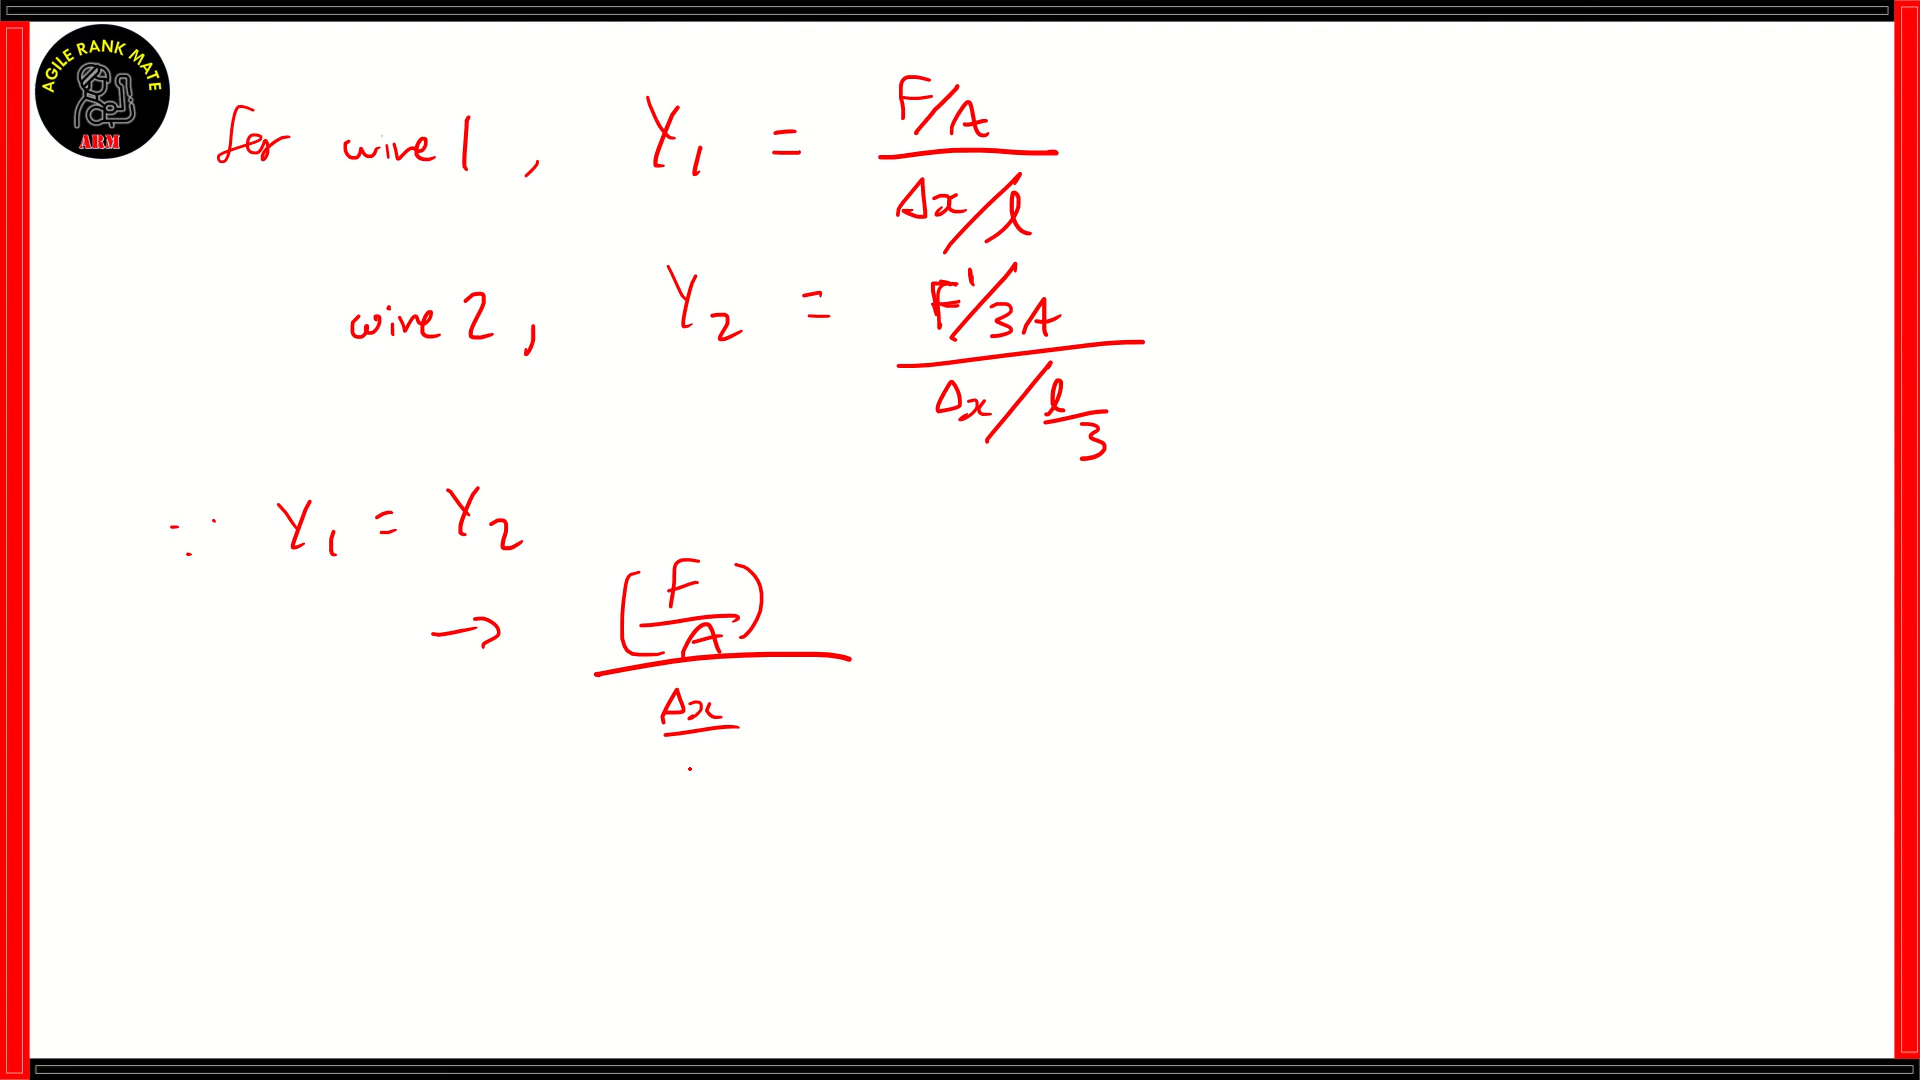 AGILE RANK MATE
ARM
for wire 1, Y₁ = (F/A)/(Δx/l)
wire 2, Y₂ = (F'/3A)/(Δx/(l/3))
∵ Y₁ = Y₂
→ (F/A)/Δx